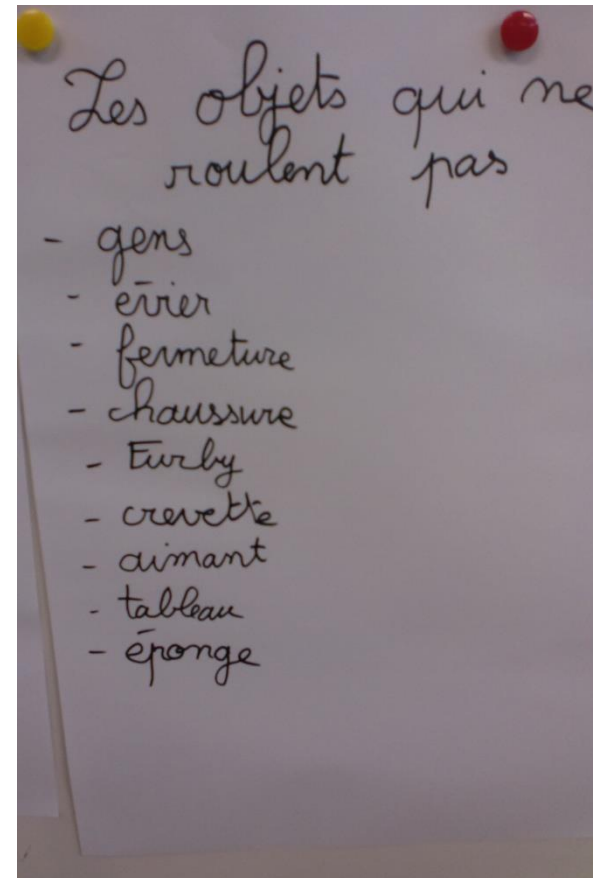 Les objets qui ne
roulent pas
- gens
- évier
- fermeture
- chaussure
- Furby
- crevette
- aimant
- tableau
- éponge